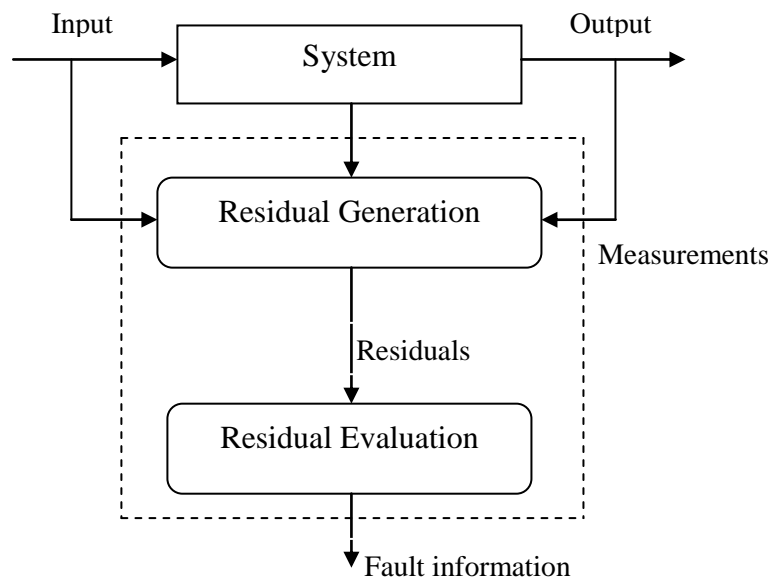 Input
Output
System
Residual Generation
Measurements
Residuals
Residual Evaluation
Fault information